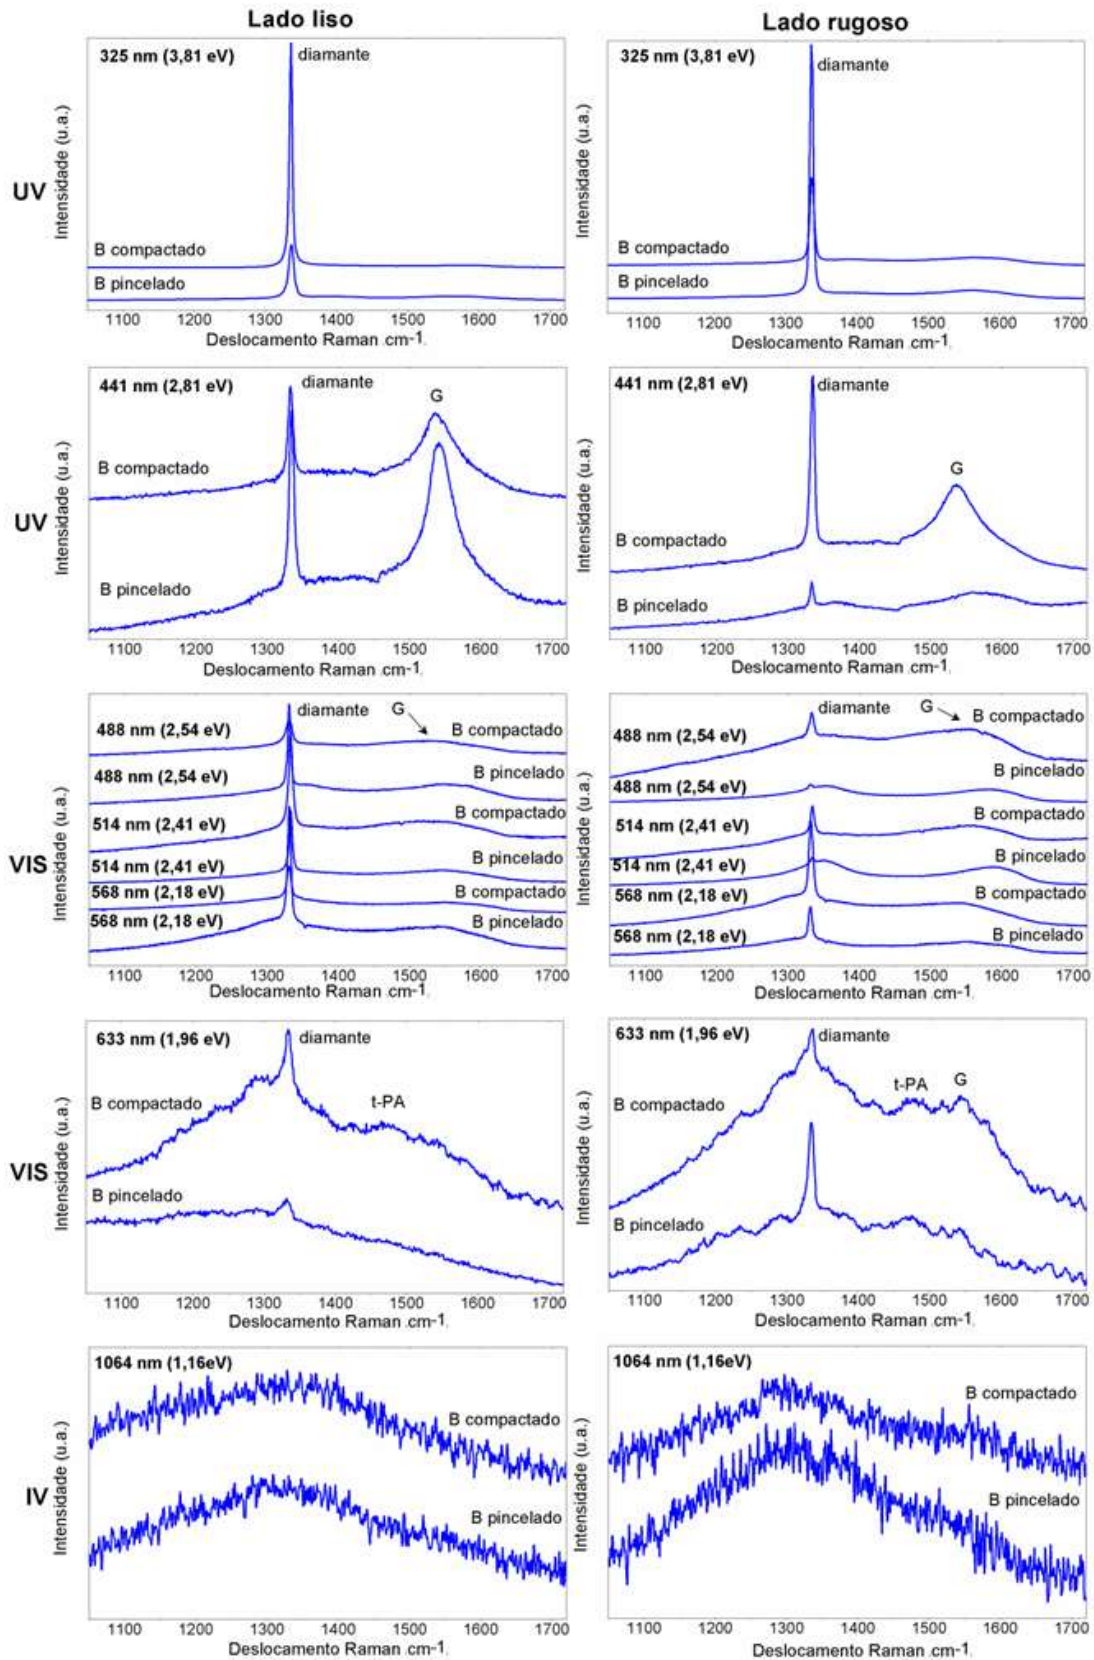 Lado liso
Lado rugoso
UV
325 nm (3,81 eV)
diamante
B compactado
B pincelado
Intensidade (u.a.)
1100 1200 1300 1400 1500 1600 1700
Deslocamento Raman .cm-1.
325 nm (3,81 eV)
diamante
B compactado
B pincelado
Intensidade (u.a.)
1100 1200 1300 1400 1500 1600 1700
Deslocamento Raman .cm-1.
UV
441 nm (2,81 eV)
diamante
G
B compactado
B pincelado
Intensidade (u.a.)
1100 1200 1300 1400 1500 1600 1700
Deslocamento Raman .cm-1.
441 nm (2,81 eV)
diamante
G
B compactado
B pincelado
Intensidade (u.a.)
1100 1200 1300 1400 1500 1600 1700
Deslocamento Raman .cm-1.
VIS
diamante G
488 nm (2,54 eV) B compactado
488 nm (2,54 eV) B pincelado
514 nm (2,41 eV) B compactado
514 nm (2,41 eV) B pincelado
568 nm (2,18 eV) B compactado
568 nm (2,18 eV) B pincelado
Intensidade (u.a.)
1100 1200 1300 1400 1500 1600 1700
Deslocamento Raman .cm-1.
diamante G
488 nm (2,54 eV) B compactado
488 nm (2,54 eV) B pincelado
514 nm (2,41 eV) B compactado
514 nm (2,41 eV) B pincelado
568 nm (2,18 eV) B compactado
568 nm (2,18 eV) B pincelado
Intensidade (u.a.)
1100 1200 1300 1400 1500 1600 1700
Deslocamento Raman .cm-1.
VIS
633 nm (1,96 eV)
diamante
B compactado
t-PA
B pincelado
Intensidade (u.a.)
1100 1200 1300 1400 1500 1600 1700
Deslocamento Raman .cm-1.
633 nm (1,96 eV)
diamante
t-PA G
B compactado
B pincelado
Intensidade (u.a.)
1100 1200 1300 1400 1500 1600 1700
Deslocamento Raman .cm-1.
IV
1064 nm (1,16eV)
B compactado
B pincelado
Intensidade (u.a.)
1100 1200 1300 1400 1500 1600 1700
Deslocamento Raman .cm-1.
1064 nm (1,16eV)
B compactado
B pincelado
Intensidade (u.a.)
1100 1200 1300 1400 1500 1600 1700
Deslocamento Raman .cm-1.